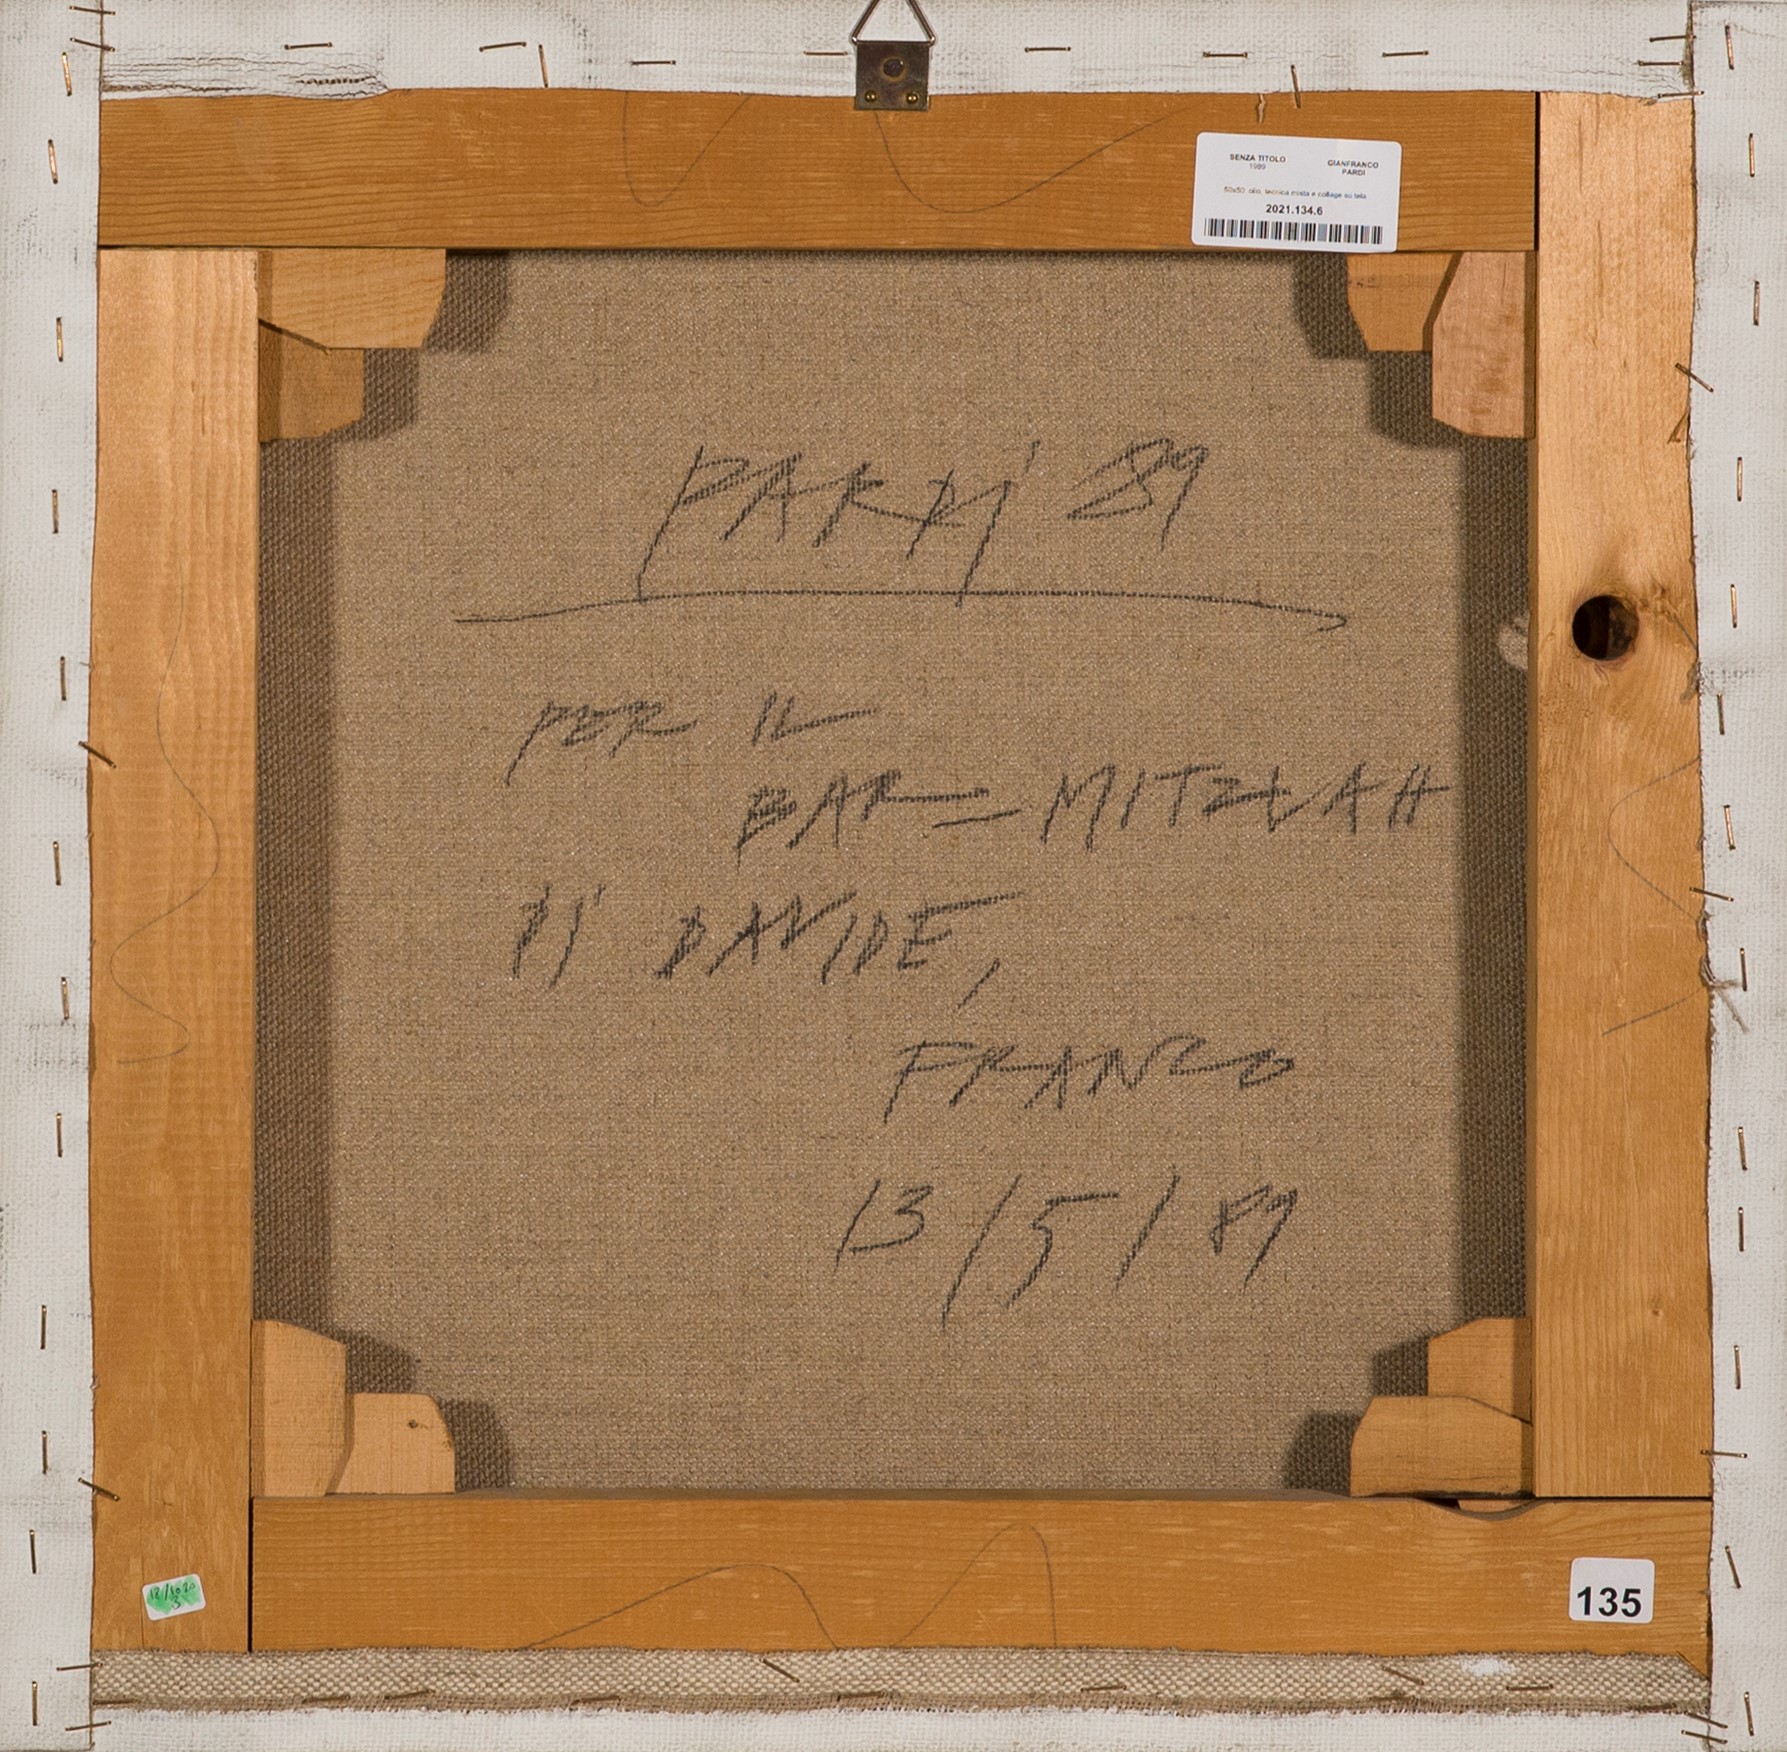 SENZA TITOLO
1989
GIANFRANCO
PARDI
50x50 olio, tecnica mista e collage su tela
2021.134.6
PARDI 89
PER IL
BAR = MITZVAH
DI DAVIDE,
FRANCO
13/5/89
135